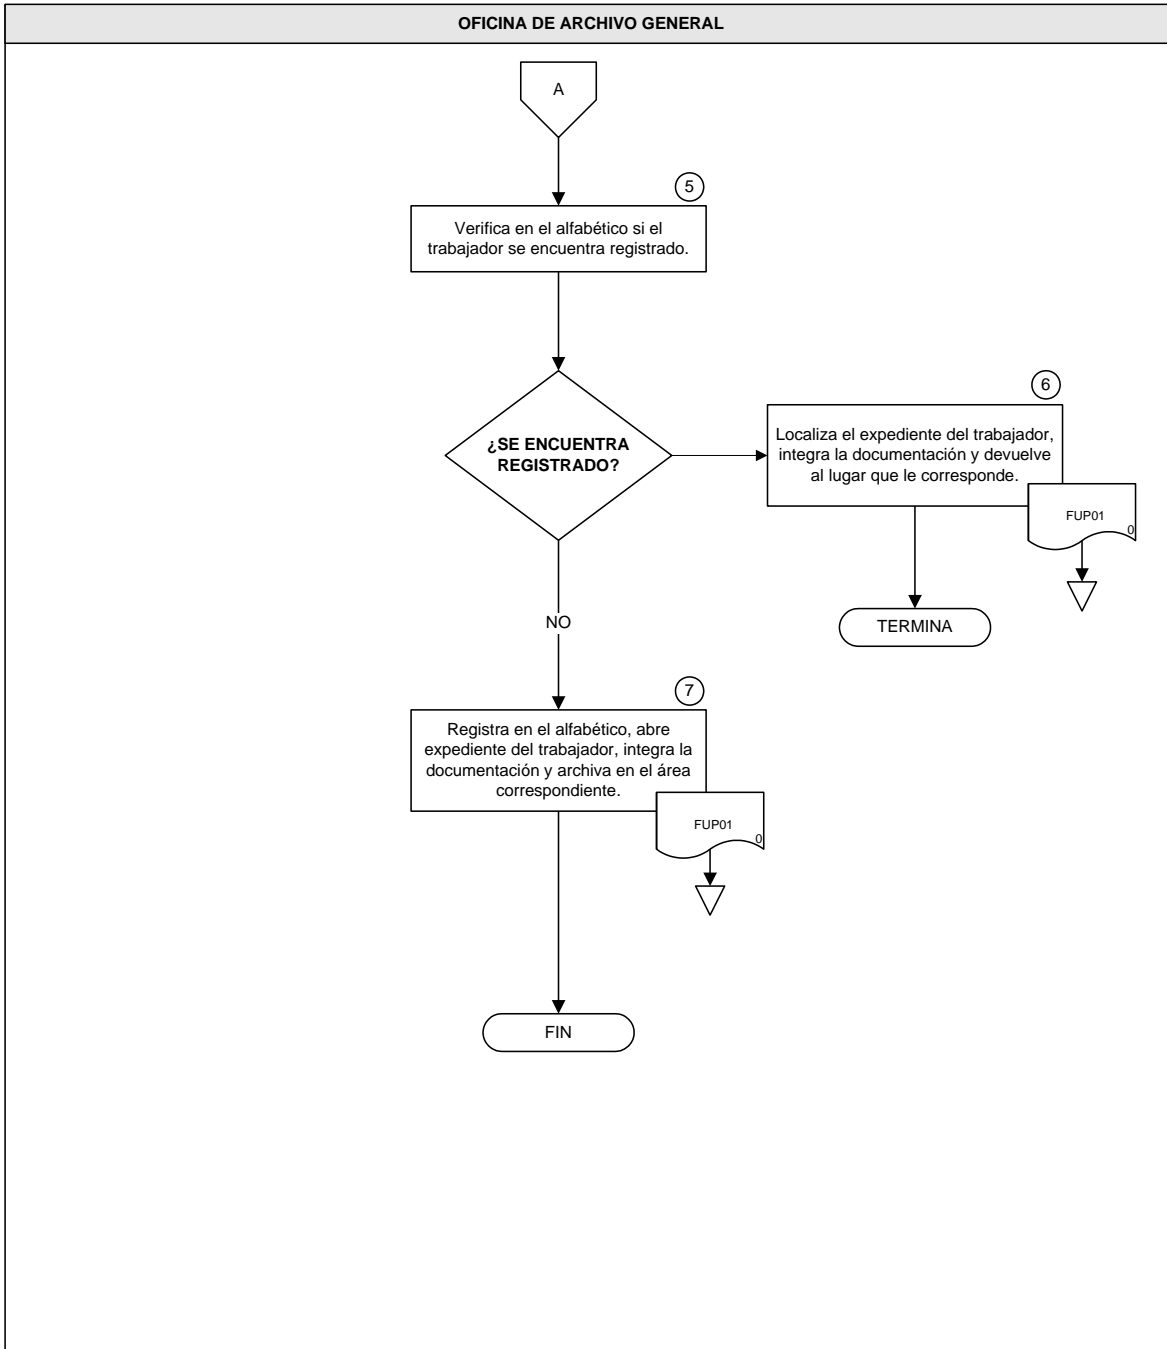 OFICINA DE ARCHIVO GENERAL
A
5
Verifica en el alfabético si el
trabajador se encuentra registrado.
¿SE ENCUENTRA
REGISTRADO?
6
Localiza el expediente del trabajador,
integra la documentación y devuelve
al lugar que le corresponde.
FUP01
0
TERMINA
NO
7
Registra en el alfabético, abre
expediente del trabajador, integra la
documentación y archiva en el área
correspondiente.
FUP01
0
FIN